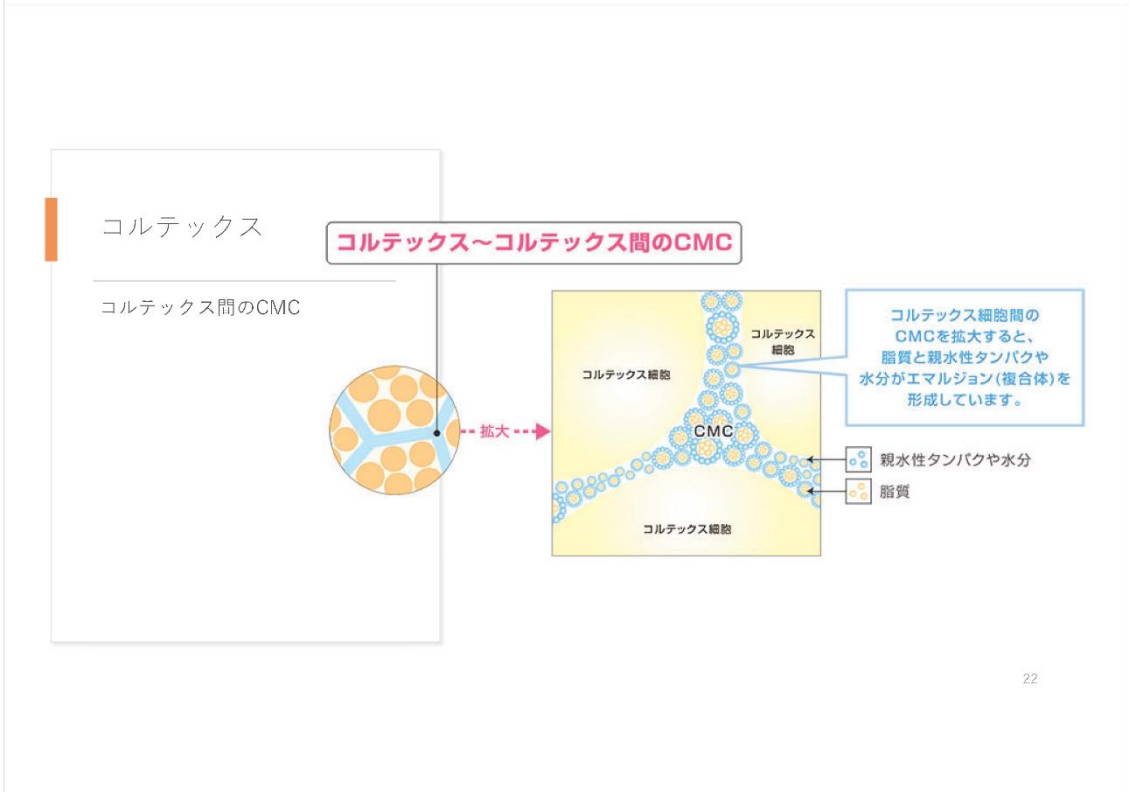 コルテックス
コルテックス～コルテックス間のCMC
コルテックス間のCMC
拡大
コルテックス細胞
コルテックス
細胞
CMC
コルテックス細胞
コルテックス細胞間の
CMCを拡大すると、
脂質と親水性タンパクや
水分がエマルジョン(複合体)を
形成しています。
親水性タンパクや水分
脂質
22